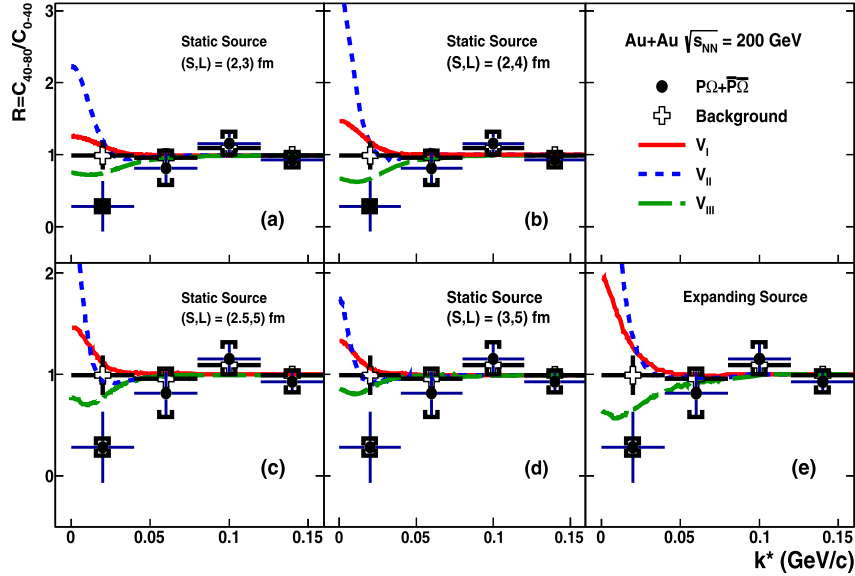 R=C40-80/C0-40
3
2
1
0
Static Source
(S,L) = (2,3) fm
(a)
Static Source
(S,L) = (2,4) fm
(b)
Au+Au √sNN = 200 GeV
PΩ+P̅Ω̅
Background
VI
VII
VIII
2
1
0
Static Source
(S,L) = (2.5,5) fm
(c)
Static Source
(S,L) = (3,5) fm
(d)
Expanding Source
(e)
0 0.05 0.1 0.15
0 0.05 0.1 0.15
0 0.05 0.1 0.15
k* (GeV/c)